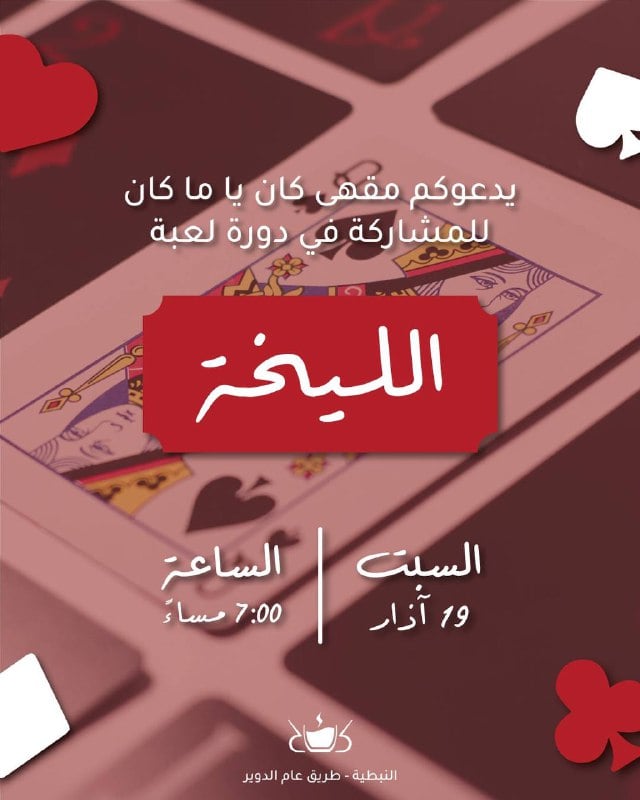 يدعوكم مقهى كان يا ما كان
للمشاركة في دورة لعبة
الليخة
السبت
19 آذار
الساعة
7:00 مساءً
النبطية - طريق عام الدوير